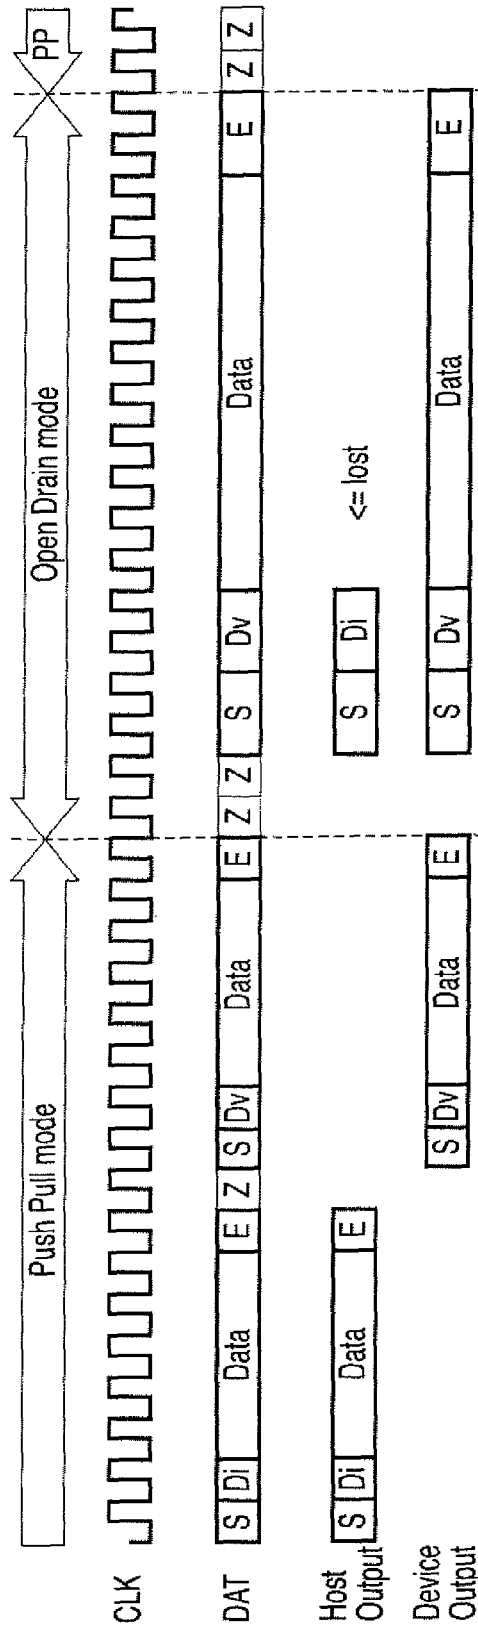 Push Pull mode Open Drain mode PP
CLK
DAT S Di Data E Z S Dv Data E Z Z S Dv Data E Z Z
Host
Output S Di Data E S Di <= lost
Device
Output S Dv Data E S Dv Data E